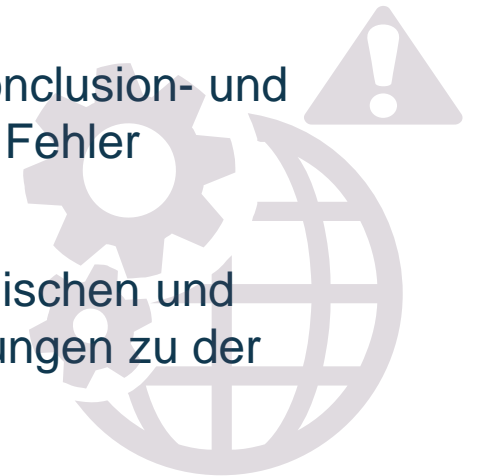 onclusion- und
Fehler
ischen und
ungen zu der